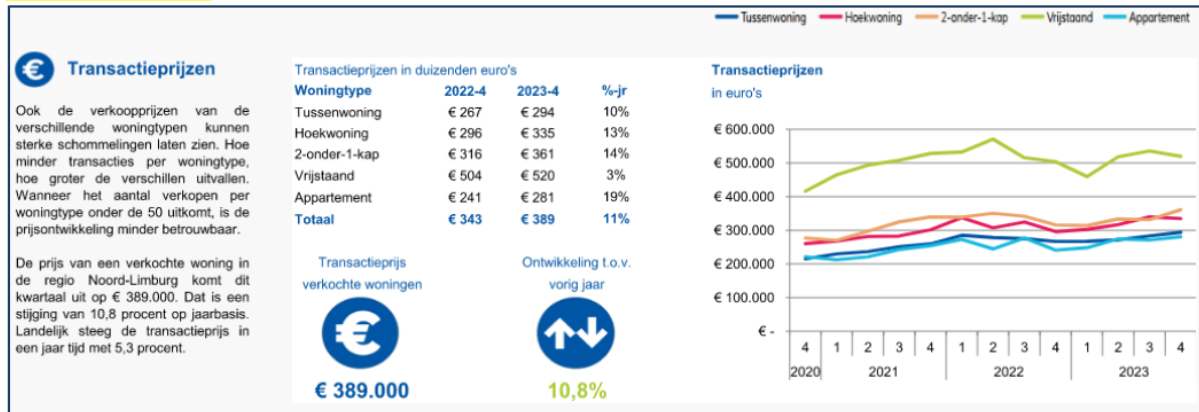 Tussenwoning Hoekwoning 2-onder-1-kap Vrijstaand Appartement
€ Transactieprijzen
Ook de verkoopprijzen van de
verschillende woningtypen kunnen
sterke schommelingen laten zien. Hoe
minder transacties per woningtype,
hoe groter de verschillen uitvallen.
Wanneer het aantal verkopen per
woningtype onder de 50 uitkomt, is de
prijsontwikkeling minder betrouwbaar.
De prijs van een verkochte woning in
de regio Noord-Limburg komt dit
kwartaal uit op € 389.000. Dat is een
stijging van 10,8 procent op jaarbasis.
Landelijk steeg de transactieprijs in
een jaar tijd met 5,3 procent.
Transactieprijzen in duizenden euro's
Woningtype 2022-4 2023-4 %-jr
Tussenwoning € 267 € 294 10%
Hoekwoning € 296 € 335 13%
2-onder-1-kap € 316 € 361 14%
Vrijstaand € 504 € 520 3%
Appartement € 241 € 281 19%
Totaal € 343 € 389 11%
Transactieprijs
verkochte woningen
€
€ 389.000
Ontwikkeling t.o.v.
vorig jaar
10,8%
Transactieprijzen
in euro's
€ 600.000
€ 500.000
€ 400.000
€ 300.000
€ 200.000
€ 100.000
€ -
4 1 2 3 4 1 2 3 4 1 2 3 4
2020 2021 2022 2023